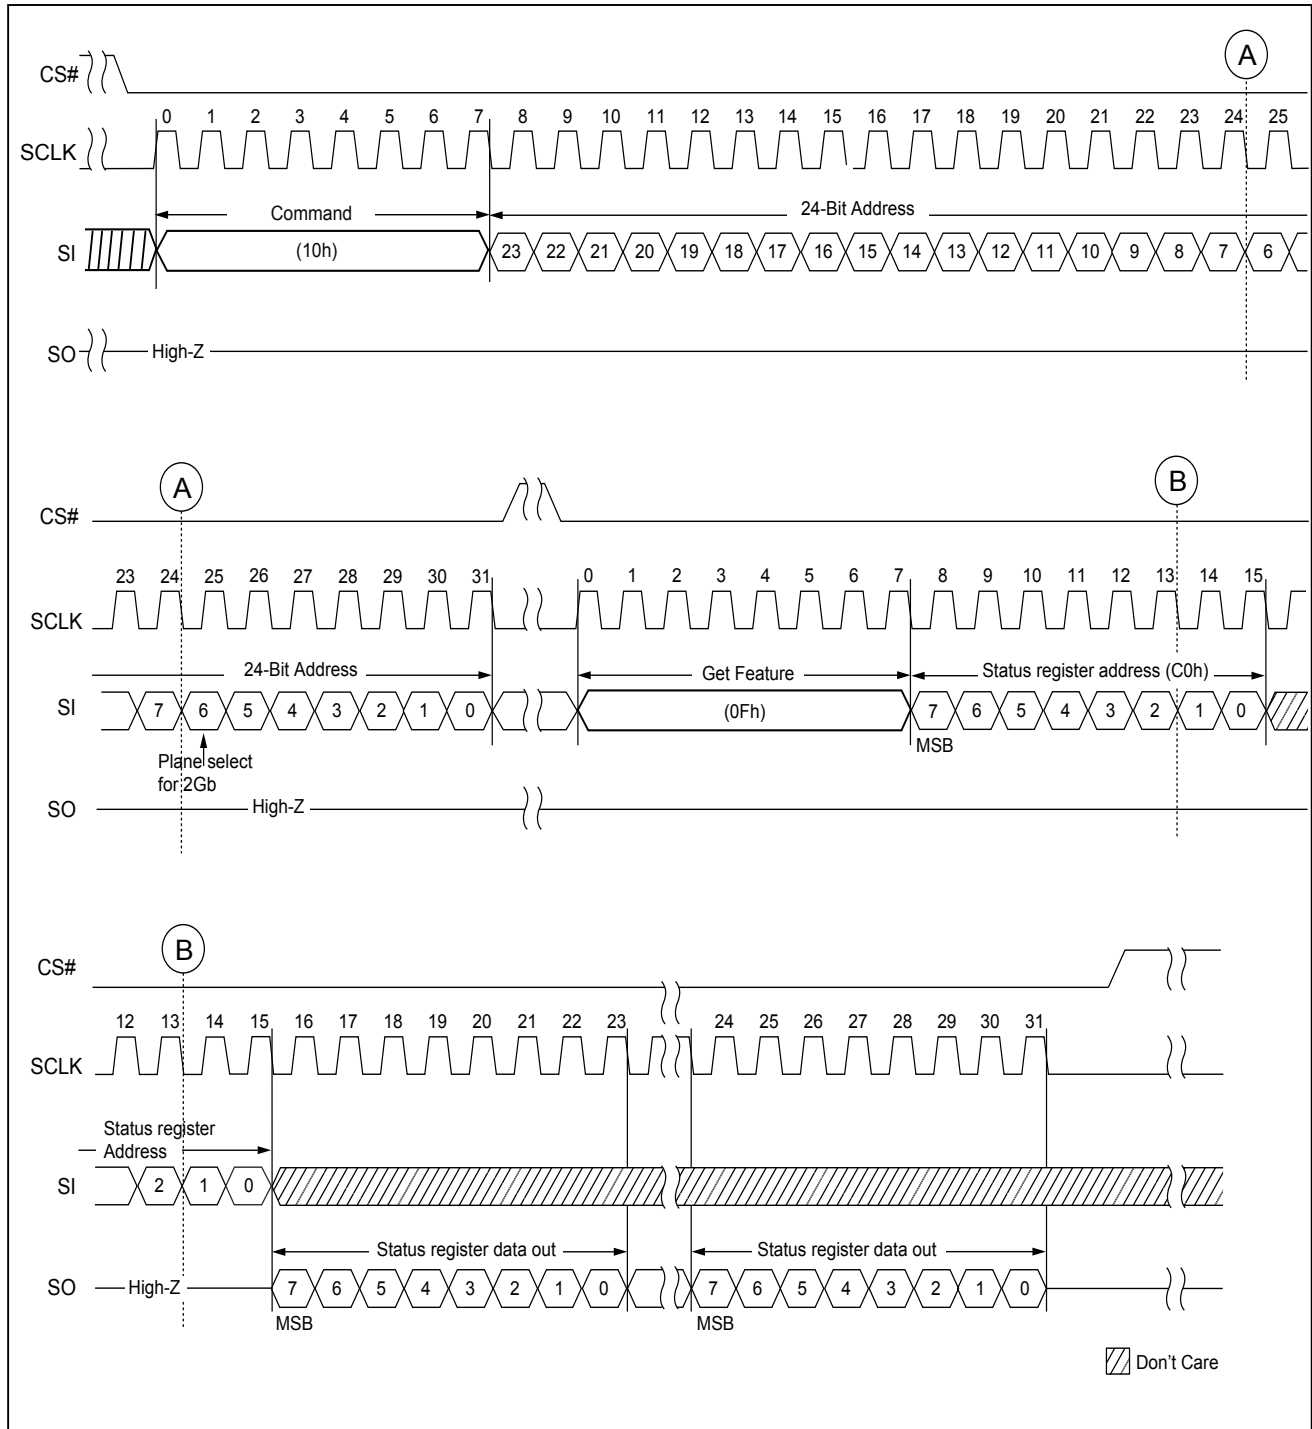 A
CS#
0 1 2 3 4 5 6 7 8 9 10 11 12 13 14 15 16 17 18 19 20 21 22 23 24 25
SCLK
Command 24-Bit Address
SI (10h) 23 22 21 20 19 18 17 16 15 14 13 12 11 10 9 8 7 6
SO High-Z
A B
CS#
23 24 25 26 27 28 29 30 31 0 1 2 3 4 5 6 7 8 9 10 11 12 13 14 15
SCLK
24-Bit Address Get Feature Status register address (C0h)
SI 7 6 5 4 3 2 1 0 (0Fh) 7 6 5 4 3 2 1 0
MSB
Plane select
for 2Gb
SO High-Z
B
CS#
12 13 14 15 16 17 18 19 20 21 22 23 24 25 26 27 28 29 30 31
SCLK
Status register
Address
SI 2 1 0
Status register data out Status register data out
SO High-Z 7 6 5 4 3 2 1 0 7 6 5 4 3 2 1 0
MSB MSB
Don't Care